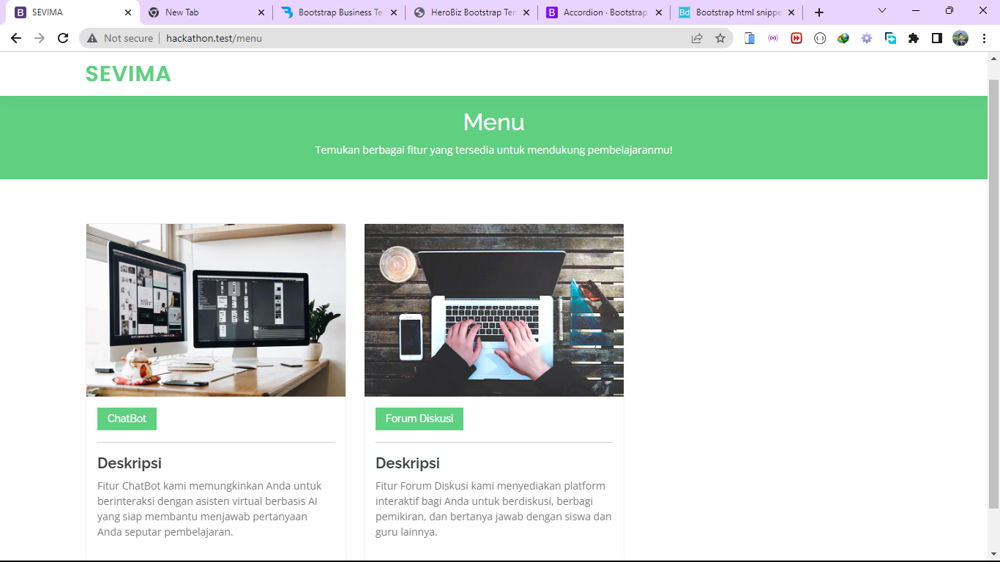 SEVIMA
New Tab
Bootstrap Business Te
HeroBiz Bootstrap Tem
Accordion · Bootstrap
Bootstrap html snippe
Not secure
hackathon.test/menu
SEVIMA
Menu
Temukan berbagai fitur yang tersedia untuk mendukung pembelajaranmu!
ChatBot
Deskripsi
Fitur ChatBot kami memungkinkan Anda untuk
berinteraksi dengan asisten virtual berbasis AI
yang siap membantu menjawab pertanyaan
Anda seputar pembelajaran.
Forum Diskusi
Deskripsi
Fitur Forum Diskusi kami menyediakan platform
interaktif bagi Anda untuk berdiskusi, berbagi
pemikiran, dan bertanya jawab dengan siswa dan
guru lainnya.